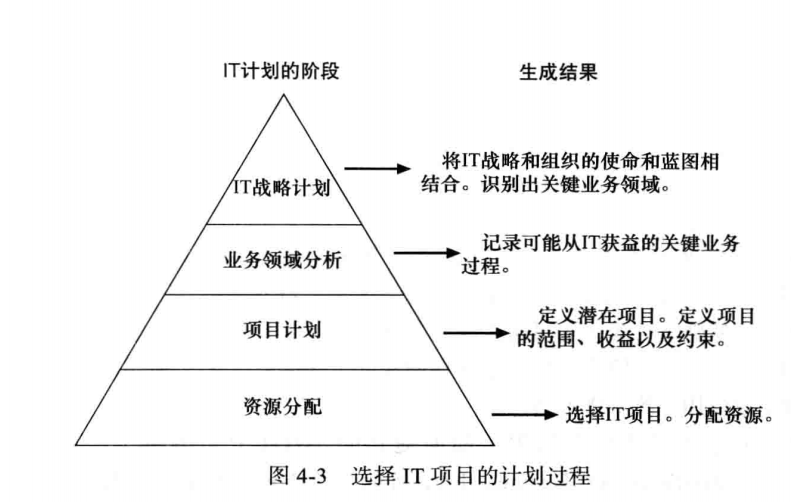 IT计划的阶段
生成结果
IT战略计划
将IT战略和组织的使命和蓝图相
结合。识别出关键业务领域。
业务领域分析
记录可能从IT获益的关键业务
过程。
项目计划
定义潜在项目。定义项目
的范围、收益以及约束。
资源分配
选择IT项目。分配资源。
图 4-3 选择 IT 项目的计划过程